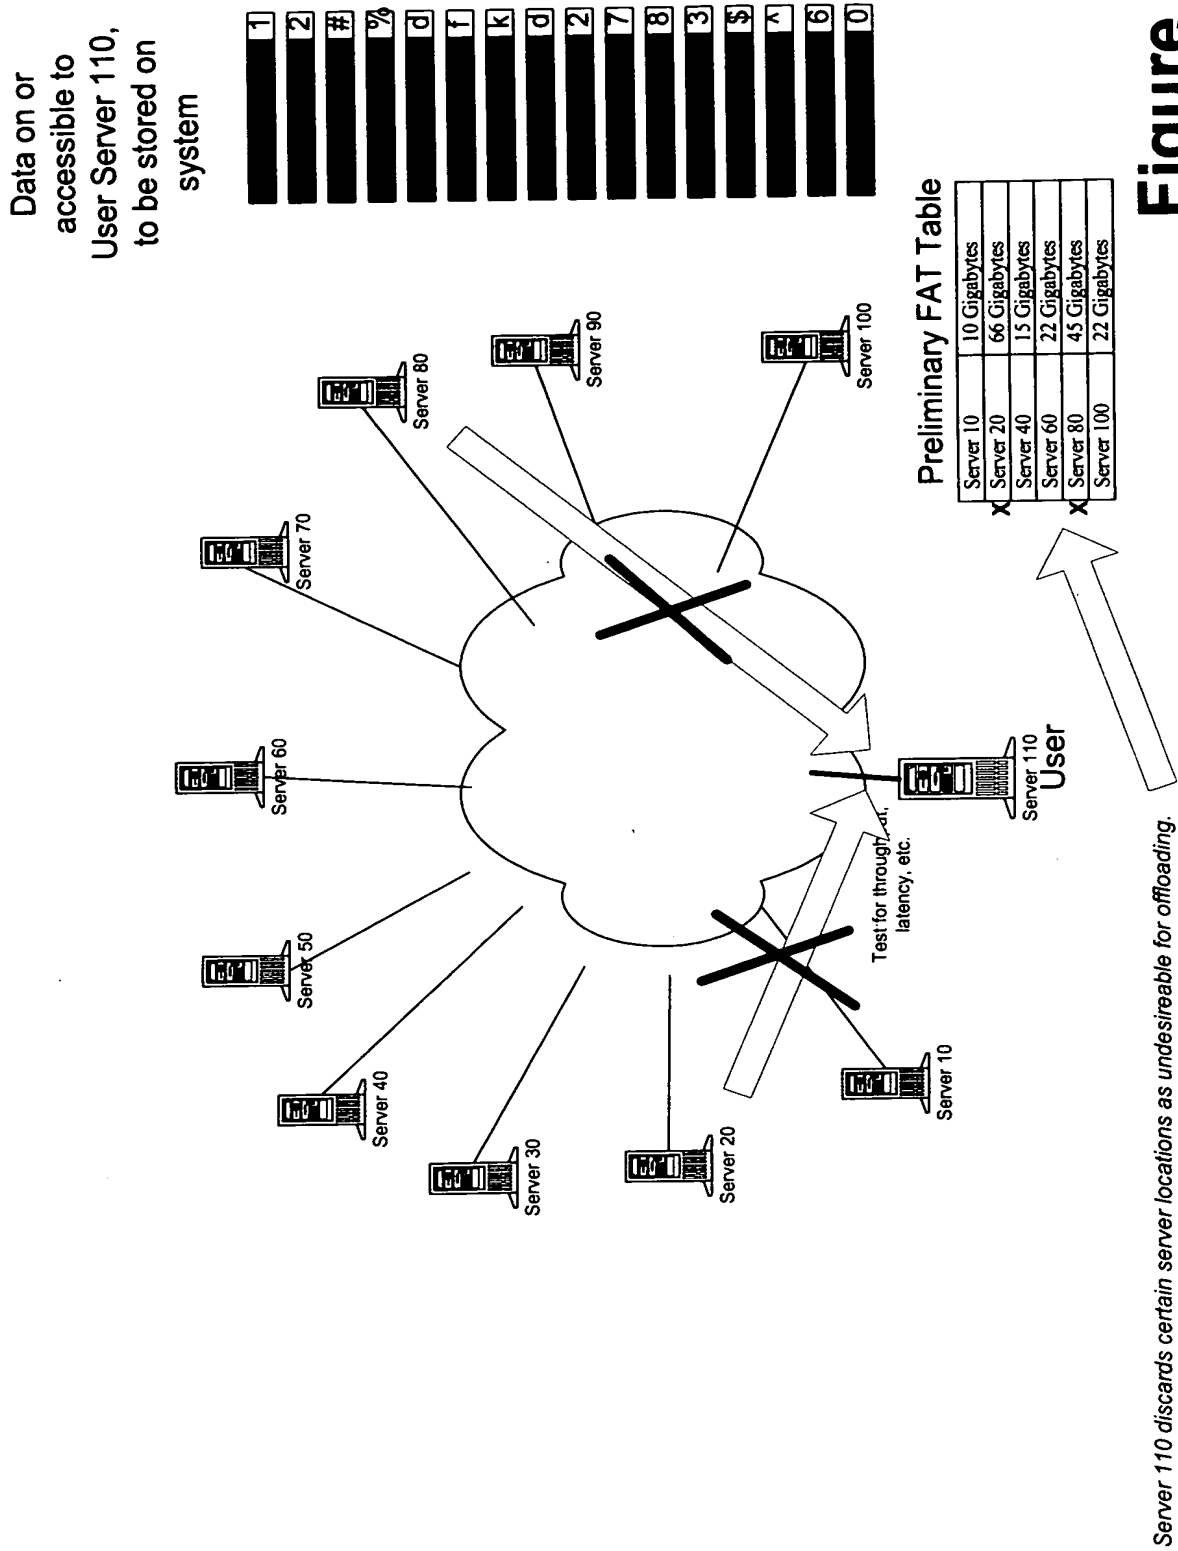 Data on or
accessible to
User Server 110,
to be stored on
system
1
2
#
%
d
f
k
d
2
7
8
3
$
^
6
0
Server 10
Server 20
Server 30
Server 40
Server 50
Server 60
Server 70
Server 80
Server 90
Server 100
Server 110
User
latency, etc.
Test for
Preliminary FAT Table
Server 10 10 Gigabytes
X Server 20 66 Gigabytes
Server 40 15 Gigabytes
Server 60 22 Gigabytes
X Server 80 45 Gigabytes
Server 100 22 Gigabytes
Server 110 discards certain server locations as undesireable for offloading.
Figure